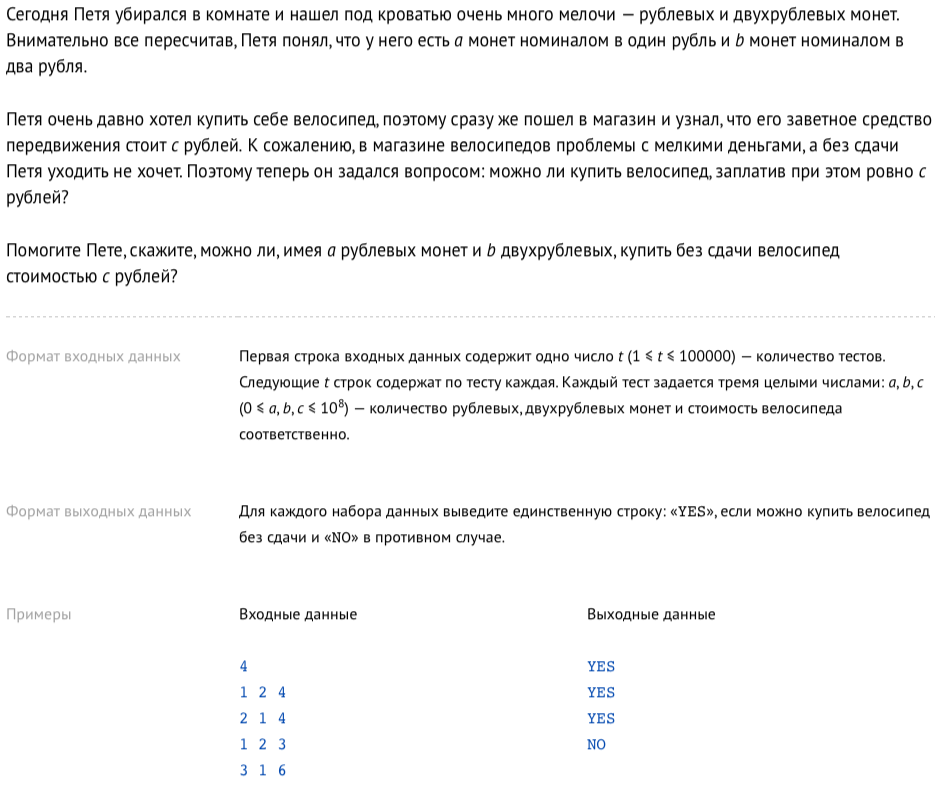 Сегодня Петя убирался в комнате и нашел под кроватью очень много мелочи — рублевых и двухрублевых монет.
Внимательно все пересчитав, Петя понял, что у него есть a монет номиналом в один рубль и b монет номиналом в
два рубля.
Петя очень давно хотел купить себе велосипед, поэтому сразу же пошел в магазин и узнал, что его заветное средство
передвижения стоит c рублей. К сожалению, в магазине велосипедов проблемы с мелкими деньгами, а без сдачи
Петя уходить не хочет. Поэтому теперь он задался вопросом: можно ли купить велосипед, заплатив при этом ровно c
рублей?
Помогите Пете, скажите, можно ли, имея a рублевых монет и b двухрублевых, купить без сдачи велосипед
стоимостью c рублей?
Формат входных данных
Первая строка входных данных содержит одно число t (1 ⩽ t ⩽ 100000) — количество тестов.
Следующие t строк содержат по тесту каждая. Каждый тест задается тремя целыми числами: a, b, c
(0 ⩽ a, b, c ⩽ 10⁸) — количество рублевых, двухрублевых монет и стоимость велосипеда
соответственно.
Формат выходных данных
Для каждого набора данных выведите единственную строку: «YES», если можно купить велосипед
без сдачи и «NO» в противном случае.
Примеры
Входные данные Выходные данные
4 YES
1 2 4 YES
2 1 4 YES
1 2 3 NO
3 1 6